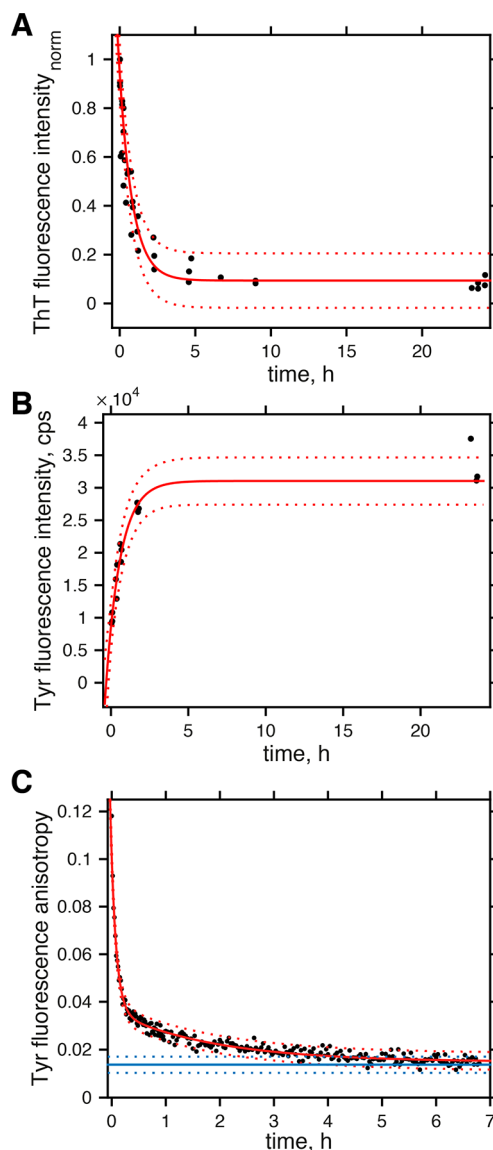 A
ThT fluorescence intensity_norm
1
0.8
0.6
0.4
0.2
0
0 5 10 15 20
time, h
B
× 10^4
Tyr fluorescence intensity, cps
4
3.5
3
2.5
2
1.5
1
0.5
0
0 5 10 15 20
time, h
C
Tyr fluorescence anisotropy
0.12
0.1
0.08
0.06
0.04
0.02
0
0 1 2 3 4 5 6 7
time, h